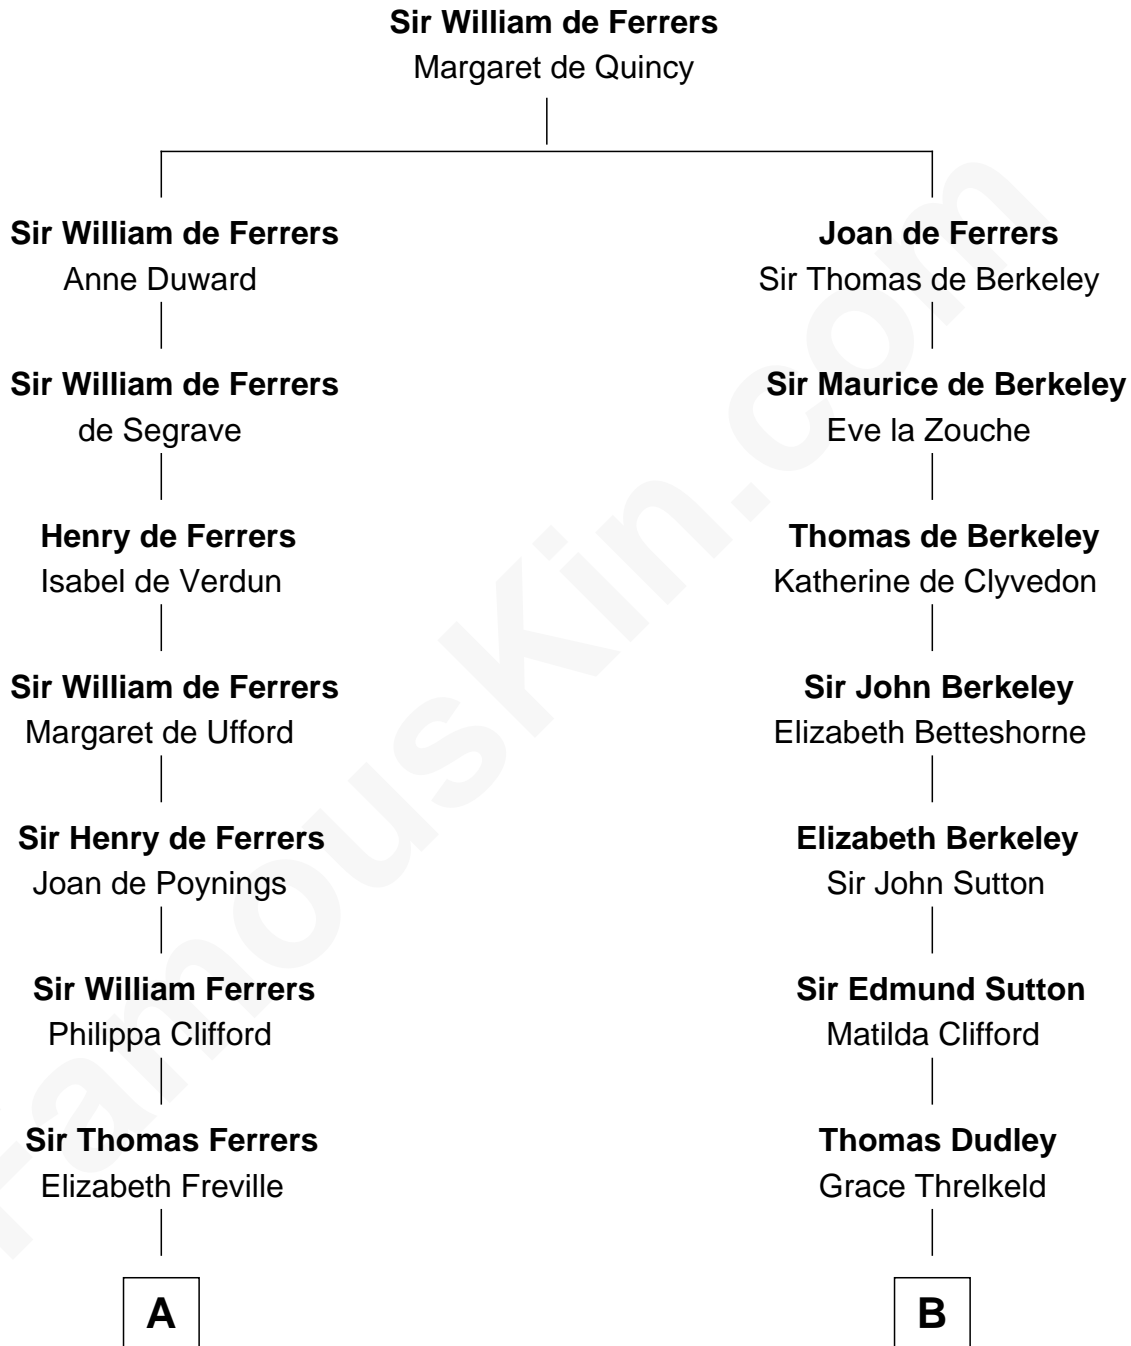 Sir William de Ferrers
Margaret de Quincy
Sir William de Ferrers
Anne Duward
Sir William de Ferrers
de Segrave
Henry de Ferrers
Isabel de Verdun
Sir William de Ferrers
Margaret de Ufford
Sir Henry de Ferrers
Joan de Poynings
Sir William Ferrers
Philippa Clifford
Sir Thomas Ferrers
Elizabeth Freville
A
Joan de Ferrers
Sir Thomas de Berkeley
Sir Maurice de Berkeley
Eve la Zouche
Thomas de Berkeley
Katherine de Clyvedon
Sir John Berkeley
Elizabeth Betteshorne
Elizabeth Berkeley
Sir John Sutton
Sir Edmund Sutton
Matilda Clifford
Thomas Dudley
Grace Threlkeld
B
FamousKin.com